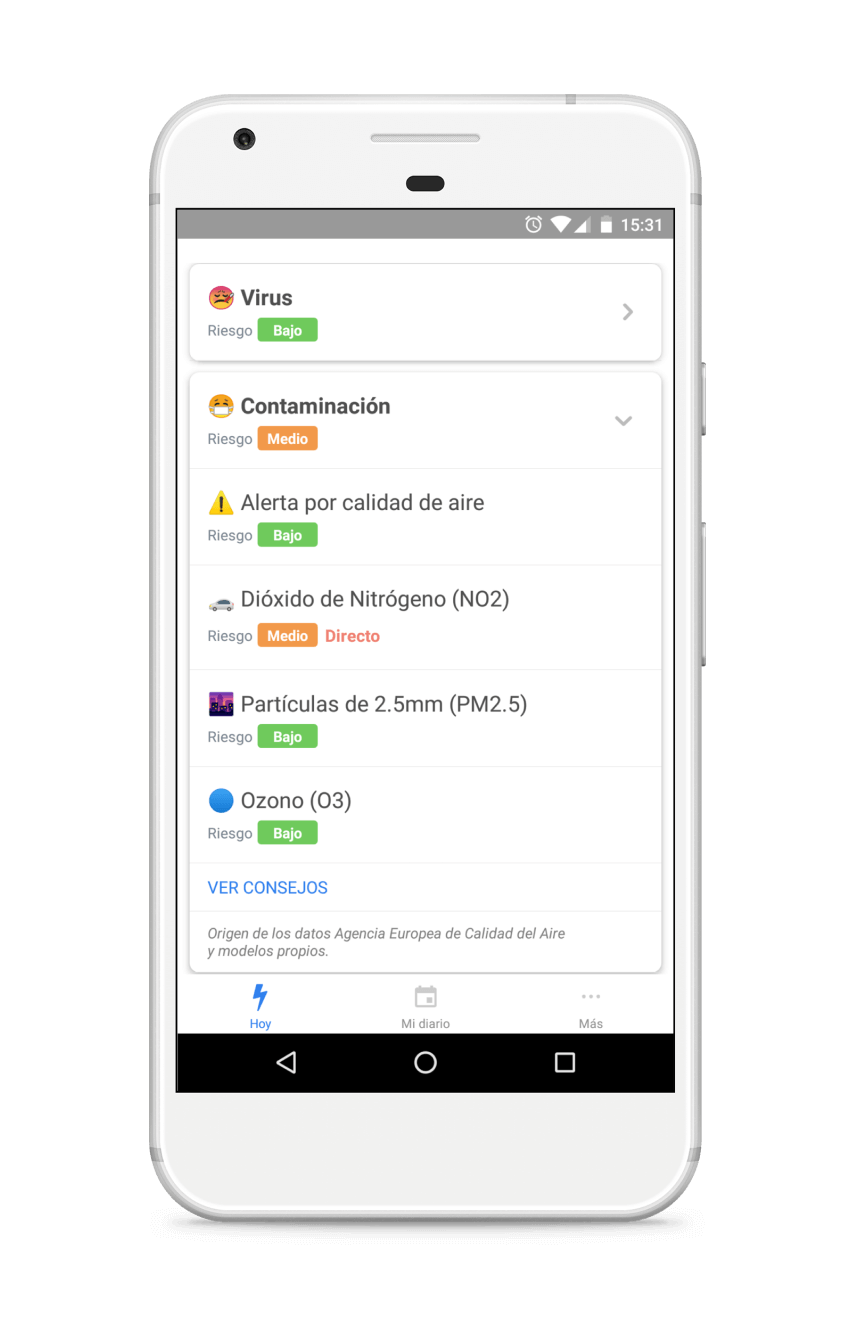 15:31
Virus
Riesgo Bajo
Contaminación
Riesgo Medio
Alerta por calidad de aire
Riesgo Bajo
Dióxido de Nitrógeno (NO2)
Riesgo Medio Directo
Partículas de 2.5mm (PM2.5)
Riesgo Bajo
Ozono (O3)
Riesgo Bajo
VER CONSEJOS
Origen de los datos Agencia Europea de Calidad del Aire
y modelos propios.
Hoy Mi diario Más